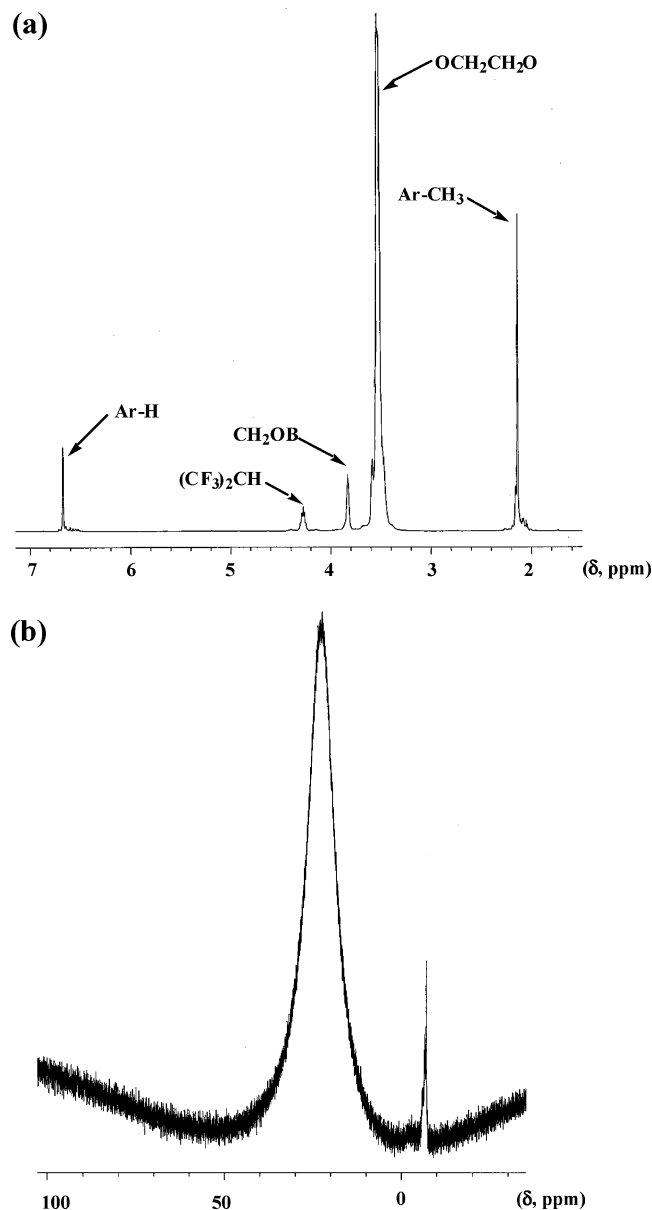 (a)
OCH₂CH₂O
Ar-CH₃
Ar-H
CH₂OB
(CF₃)₂CH
7 6 5 4 3 2 (δ, ppm)
(b)
100 50 0 (δ, ppm)